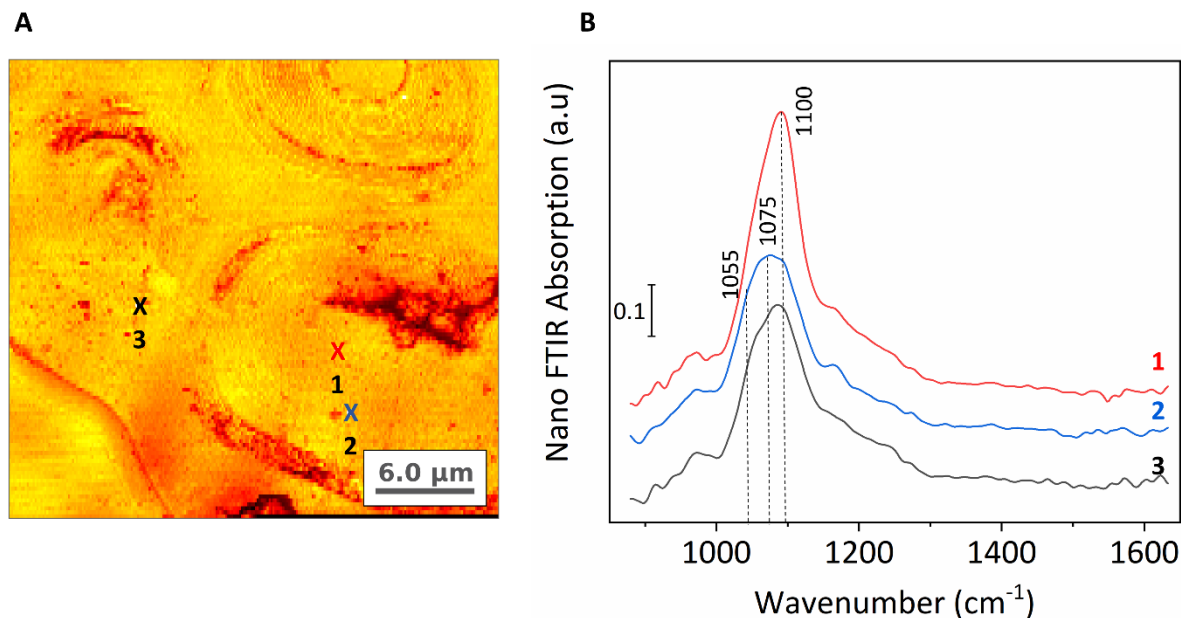 A
B
X
3
X
1
X
2
6.0 µm
Nano FTIR Absorption (a.u)
0.1
1055
1075
1100
1
2
3
1000 1200 1400 1600
Wavenumber (cm⁻¹)